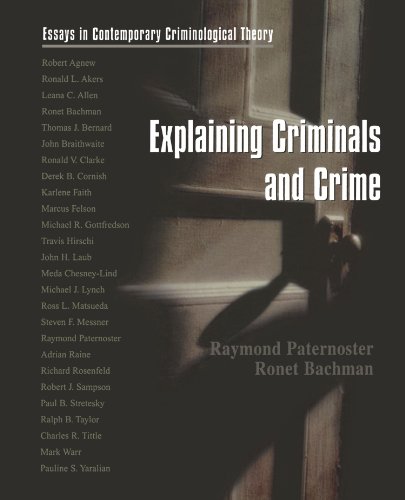 Essays in Contemporary Criminological Theory
Robert Agnew
Ronald L. Akers
Leana C. Allen
Ronet Bachman
Thomas J. Bernard
John Braithwaite
Ronald V. Clarke
Derek B. Cornish
Karlene Faith
Marcus Felson
Michael R. Gottfredson
Travis Hirschi
John H. Laub
Meda Chesney-Lind
Michael J. Lynch
Ross L. Matsueda
Steven F. Messner
Raymond Paternoster
Adrian Raine
Richard Rosenfeld
Robert J. Sampson
Paul B. Stretesky
Ralph B. Taylor
Charles R. Tittle
Mark Warr
Pauline S. Yaralian
Explaining Criminals
and Crime
Raymond Paternoster
Ronet Bachman